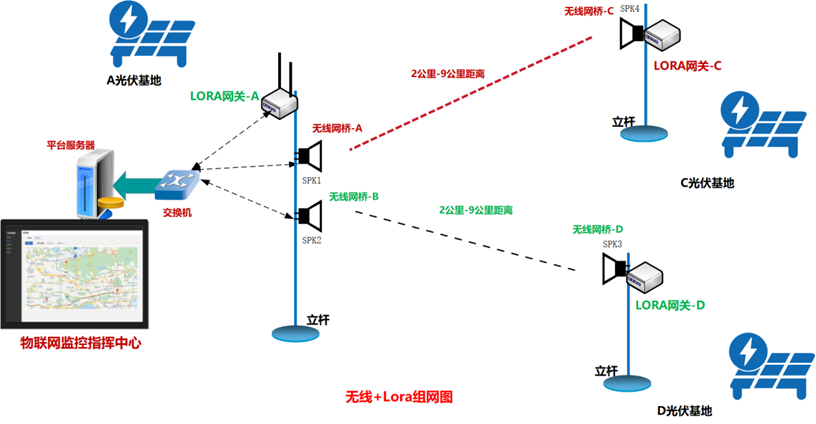 无线网桥-C
SPK4
A光伏基地
LORA网关-A
2公里-9公里距离
LORA网关-C
平台服务器
无线网桥-A
立杆
SPK1
C光伏基地
无线网桥-B
交换机
2公里-9公里距离
无线网桥-D
SPK2
SPK3
LORA网关-D
立杆
物联网监控指挥中心
立杆
无线+Lora组网图
D光伏基地